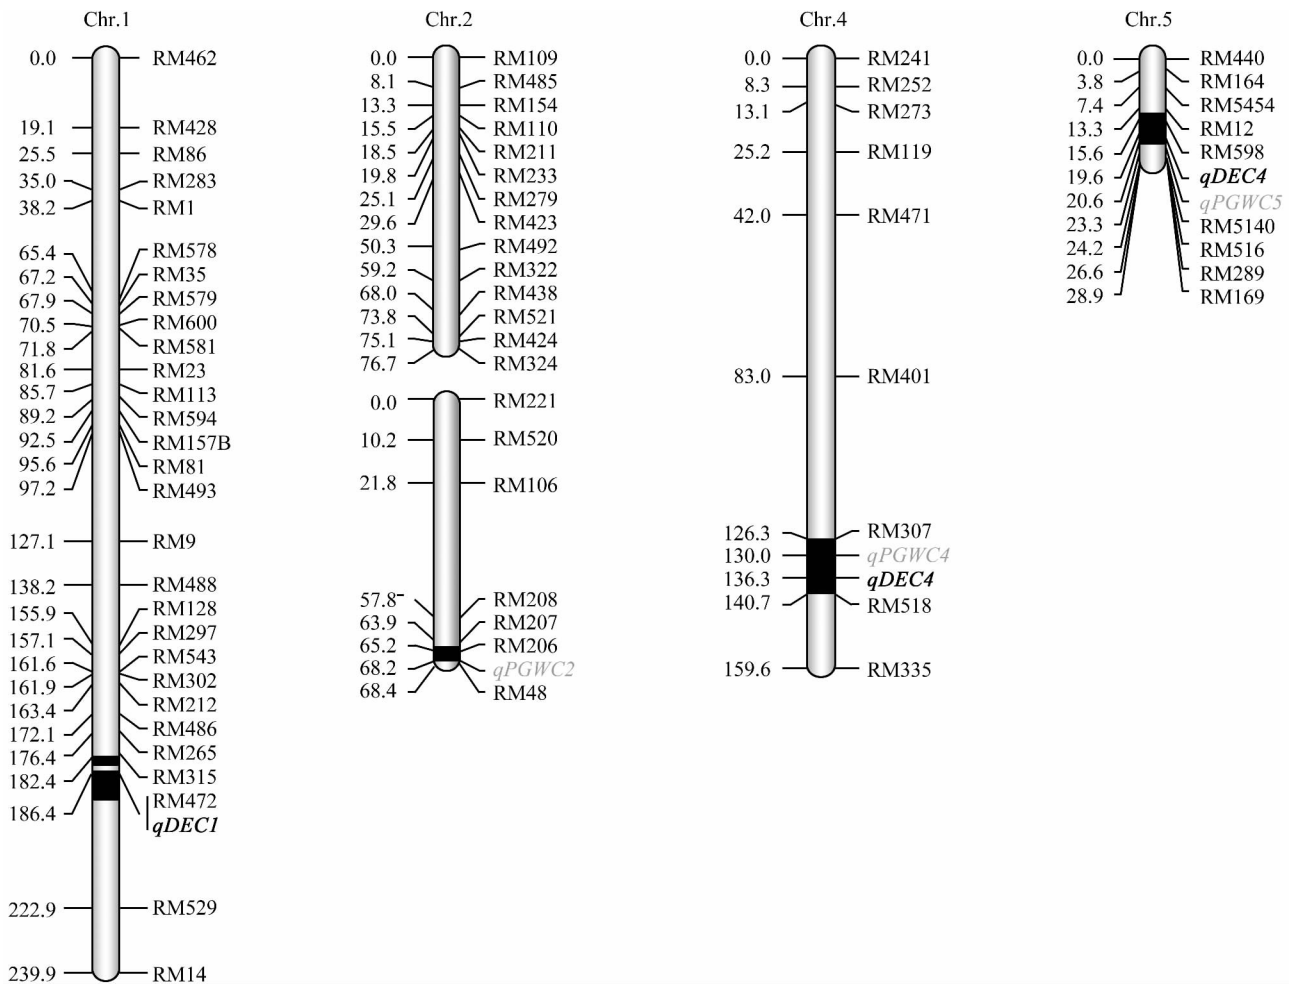 Chr.1
0.0 RM462
19.1 RM428
25.5 RM86
35.0 RM283
38.2 RM1
65.4 RM578
67.2 RM35
67.9 RM579
70.5 RM600
71.8 RM581
81.6 RM23
85.7 RM113
89.2 RM594
92.5 RM157B
95.6 RM81
97.2 RM493
127.1 RM9
138.2 RM488
155.9 RM128
157.1 RM297
161.6 RM543
161.9 RM302
163.4 RM212
172.1 RM486
176.4 RM265
182.4 RM315
186.4 RM472
qDEC1
222.9 RM529
239.9 RM14
Chr.2
0.0 RM109
8.1 RM485
13.3 RM154
15.5 RM110
18.5 RM211
19.8 RM233
25.1 RM279
29.6 RM423
50.3 RM492
59.2 RM322
68.0 RM438
73.8 RM521
75.1 RM424
76.7 RM324
0.0 RM221
10.2 RM520
21.8 RM106
57.8 RM208
63.9 RM207
65.2 RM206
68.2 qPGWC2
68.4 RM48
Chr.4
0.0 RM241
8.3 RM252
13.1 RM273
25.2 RM119
42.0 RM471
83.0 RM401
126.3 RM307
130.0 qPGWC4
136.3 qDEC4
140.7 RM518
159.6 RM335
Chr.5
0.0 RM440
3.8 RM164
7.4 RM5454
13.3 RM12
15.6 RM598
19.6 qDEC4
20.6 qPGWC5
23.3 RM5140
24.2 RM516
26.6 RM289
28.9 RM169